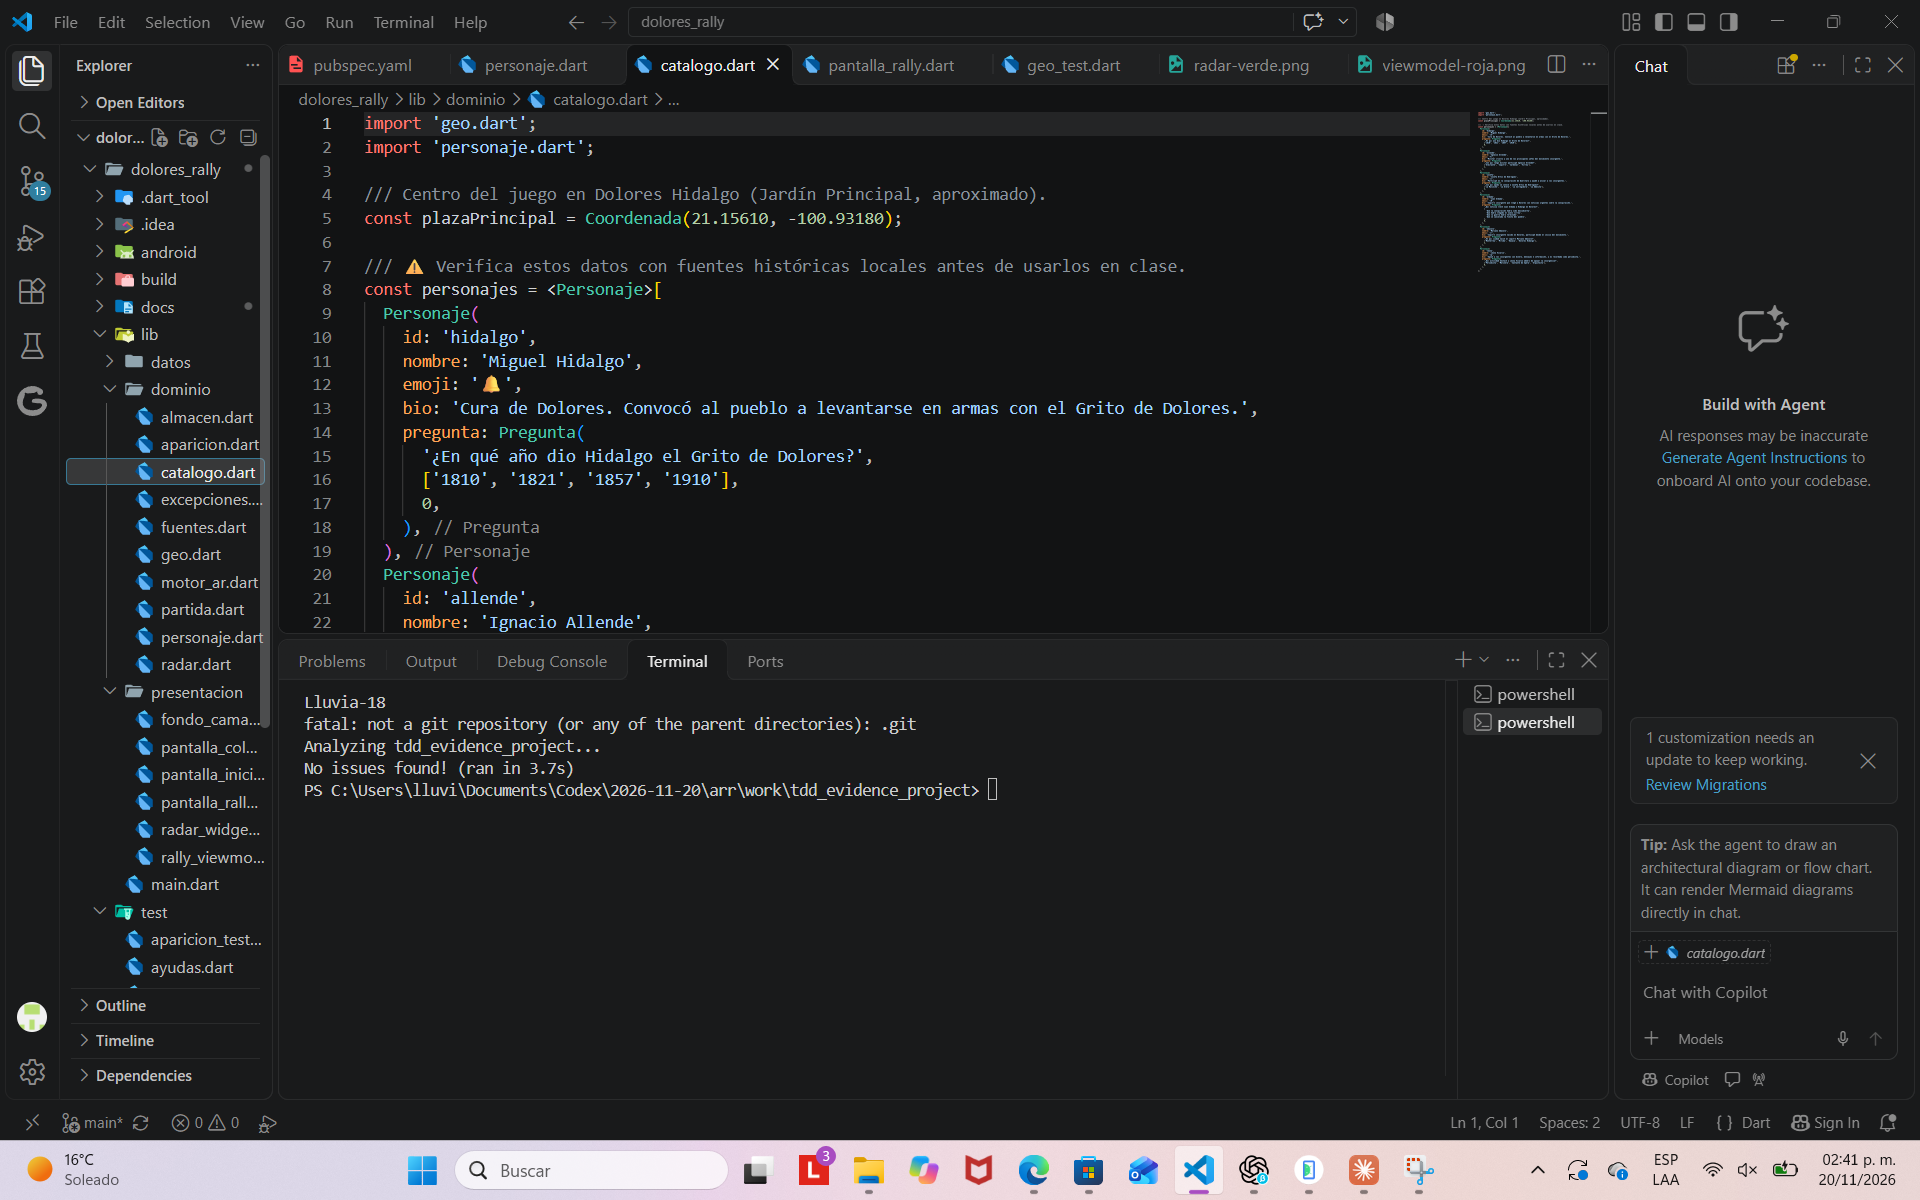 File Edit Selection View Go Run Terminal Help
dolores_rally
Explorer
Open Editors
dolor...
dolores_rally
.dart_tool
.idea
android
build
docs
lib
datos
dominio
almacen.dart
aparicion.dart
catalogo.dart
excepciones....
fuentes.dart
geo.dart
motor_ar.dart
partida.dart
personaje.dart
radar.dart
presentacion
fondo_cama...
pantalla_col...
pantalla_inici...
pantalla_rall...
radar_widge...
rally_viewmo...
main.dart
test
aparicion_test...
ayudas.dart
Outline
Timeline
Dependencies
15
pubspec.yaml
personaje.dart
catalogo.dart
pantalla_rally.dart
geo_test.dart
radar-verde.png
viewmodel-roja.png
dolores_rally > lib > dominio > catalogo.dart > ...
1 import 'geo.dart';
2 import 'personaje.dart';
3
4 /// Centro del juego en Dolores Hidalgo (Jardín Principal, aproximado).
5 const plazaPrincipal = Coordenada(21.15610, -100.93180);
6
7 /// ⚠️ Verifica estos datos con fuentes históricas locales antes de usarlos en clase.
8 const personajes = <Personaje>[
9 Personaje(
10 id: 'hidalgo',
11 nombre: 'Miguel Hidalgo',
12 emoji: '🔔',
13 bio: 'Cura de Dolores. Convocó al pueblo a levantarse en armas con el Grito de Dolores.',
14 pregunta: Pregunta(
15 '¿En qué año dio Hidalgo el Grito de Dolores?',
16 ['1810', '1821', '1857', '1910'],
17 0,
18 ), // Pregunta
19 ), // Personaje
20 Personaje(
21 id: 'allende',
22 nombre: 'Ignacio Allende',
Problems Output Debug Console Terminal Ports
Lluvia-18
fatal: not a git repository (or any of the parent directories): .git
Analyzing tdd_evidence_project...
No issues found! (ran in 3.7s)
PS C:\Users\lluvi\Documents\Codex\2026-11-20\arr\work\tdd_evidence_project>
powershell
powershell
Chat
Build with Agent
AI responses may be inaccurate
Generate Agent Instructions to
onboard AI onto your codebase.
1 customization needs an
update to keep working.
Review Migrations
Tip: Ask the agent to draw an
architectural diagram or flow chart.
It can render Mermaid diagrams
directly in chat.
catalogo.dart
Chat with Copilot
Models
Copilot
main* 0 0
Ln 1, Col 1 Spaces: 2 UTF-8 LF { } Dart Sign In
16°C
Soleado
Buscar
L 3
ESP
LAA
02:41 p. m.
20/11/2026